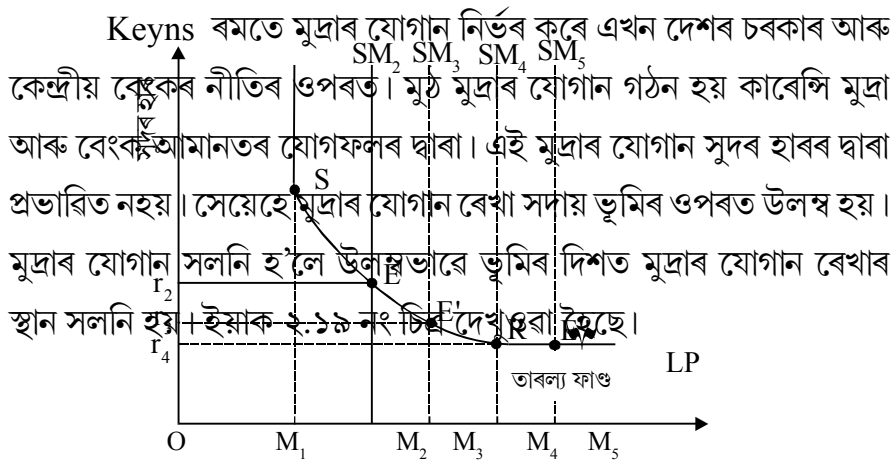 Keyns ৰমতে মুদ্ৰাৰ যোগান নিৰ্ভৰ কৰে এখন দেশৰ চৰকাৰ আৰু
SM₂ SM₃ SM₄ SM₅
কেন্দ্ৰীয় বেংকৰ নীতিৰ ওপৰত। মুঠ মুদ্ৰাৰ যোগান গঠন হয় কাৰেন্সি মুদ্ৰা
আৰু বেংক আমানতৰ যোগফলৰ দ্বাৰা। এই মুদ্ৰাৰ যোগান সুদৰ হাৰৰ দ্বাৰা
S
প্ৰভাৱিত নহয়। সেয়েহে মুদ্ৰাৰ যোগান ৰেখা সদায় ভূমিৰ ওপৰত উলম্ব হয়।
মুদ্ৰাৰ যোগান সলনি হ'লে উলম্বভাৱে ভূমিৰ দিশত মুদ্ৰাৰ যোগান ৰেখাৰ
r₂ E
স্থান সলনি হয়। ইয়াক ২.১৯ নং চিত্ৰত দেখুওৱা হৈছে।
E' R
r₄
LP
তাৰল্য ফাণ্ড
O M₁ M₂ M₃ M₄ M₅